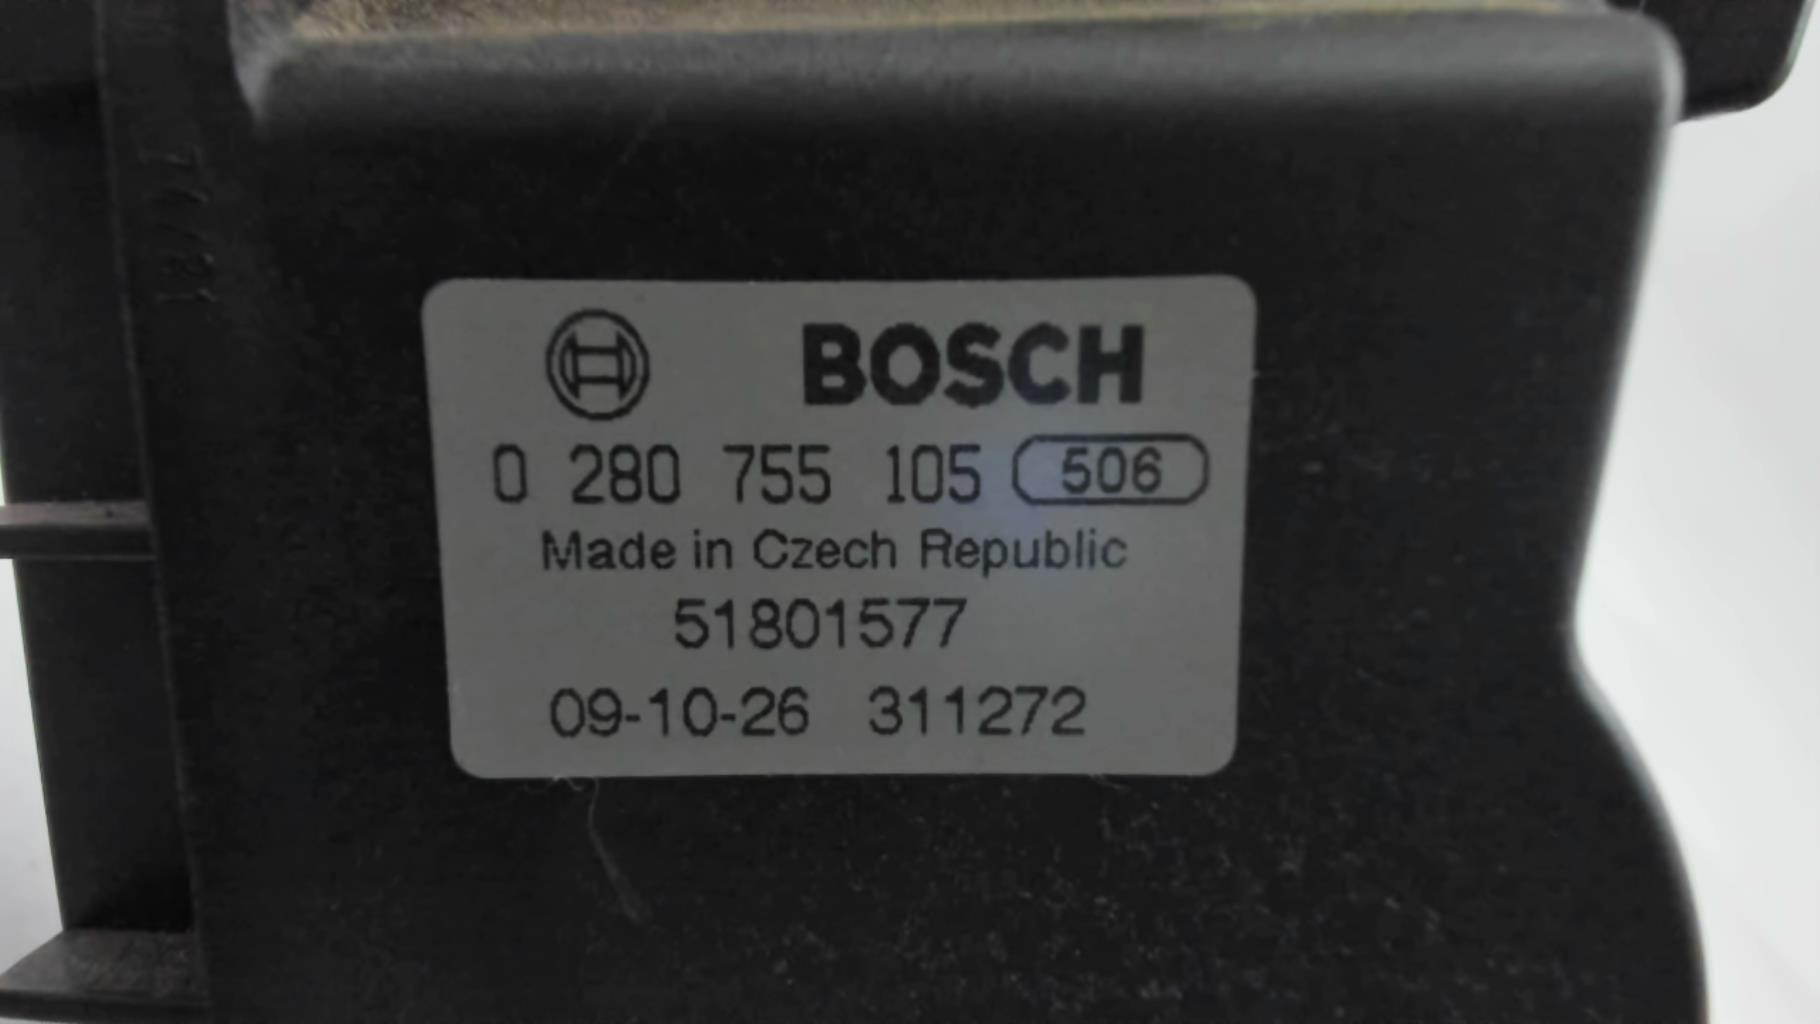 BOSCH
0 280 755 105 506
Made in Czech Republic
51801577
09-10-26 311272